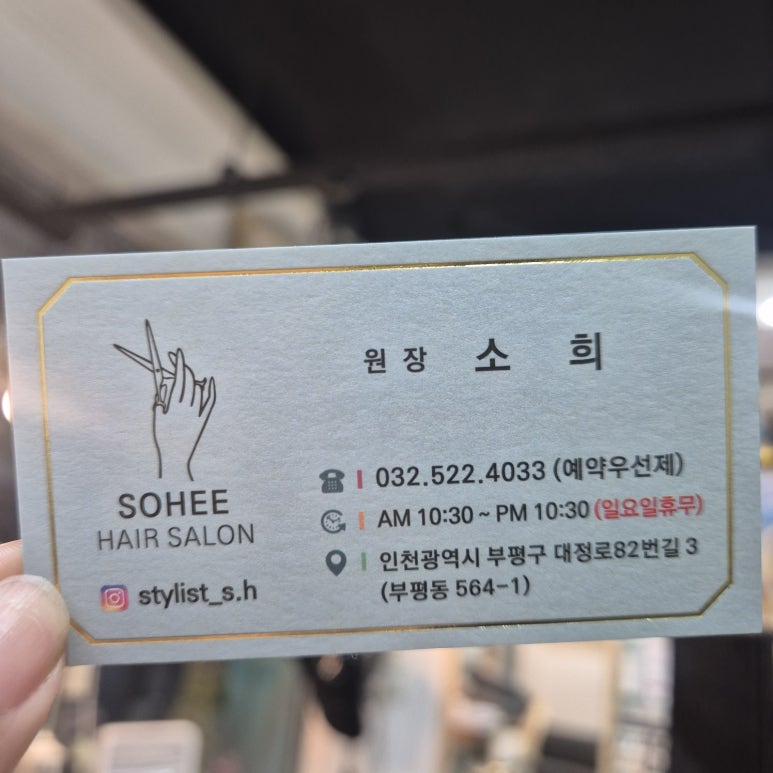 원장 소희
SOHEE
HAIR SALON
stylist_s.h
032.522.4033 (예약우선제)
AM 10:30 ~ PM 10:30 (일요일휴무)
인천광역시 부평구 대정로82번길 3
(부평동 564-1)